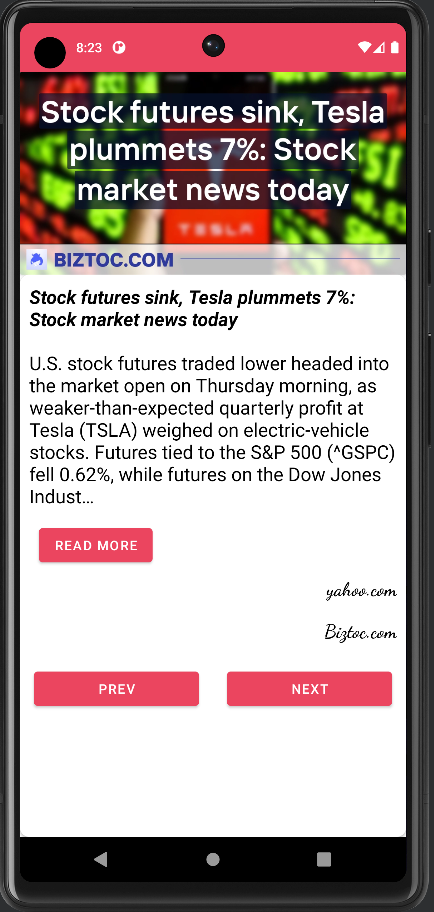 8:23
Stock futures sink, Tesla
plummets 7%: Stock
market news today
TESLA
BIZTOC.COM
Stock futures sink, Tesla plummets 7%:
Stock market news today
U.S. stock futures traded lower headed into
the market open on Thursday morning, as
weaker-than-expected quarterly profit at
Tesla (TSLA) weighed on electric-vehicle
stocks. Futures tied to the S&P 500 (^GSPC)
fell 0.62%, while futures on the Dow Jones
Indust…
READ MORE
yahoo.com
Biztoc.com
PREV NEXT